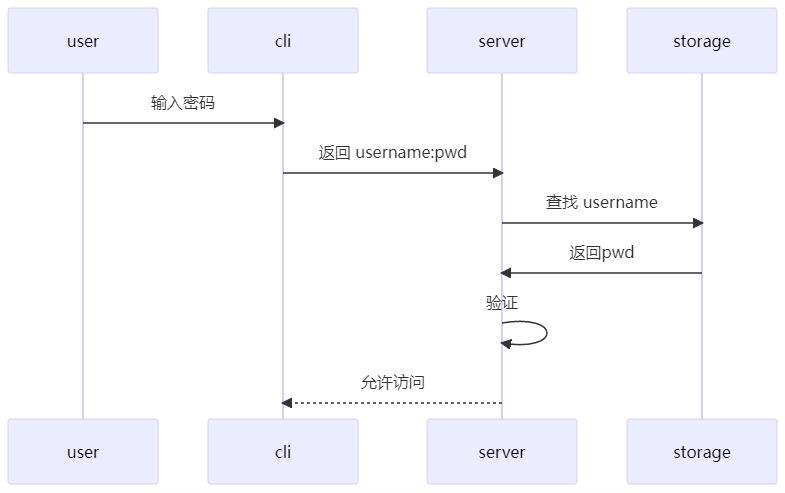 user
cli
server
storage
输入密码
返回 username:pwd
查找 username
返回pwd
验证
允许访问
user
cli
server
storage